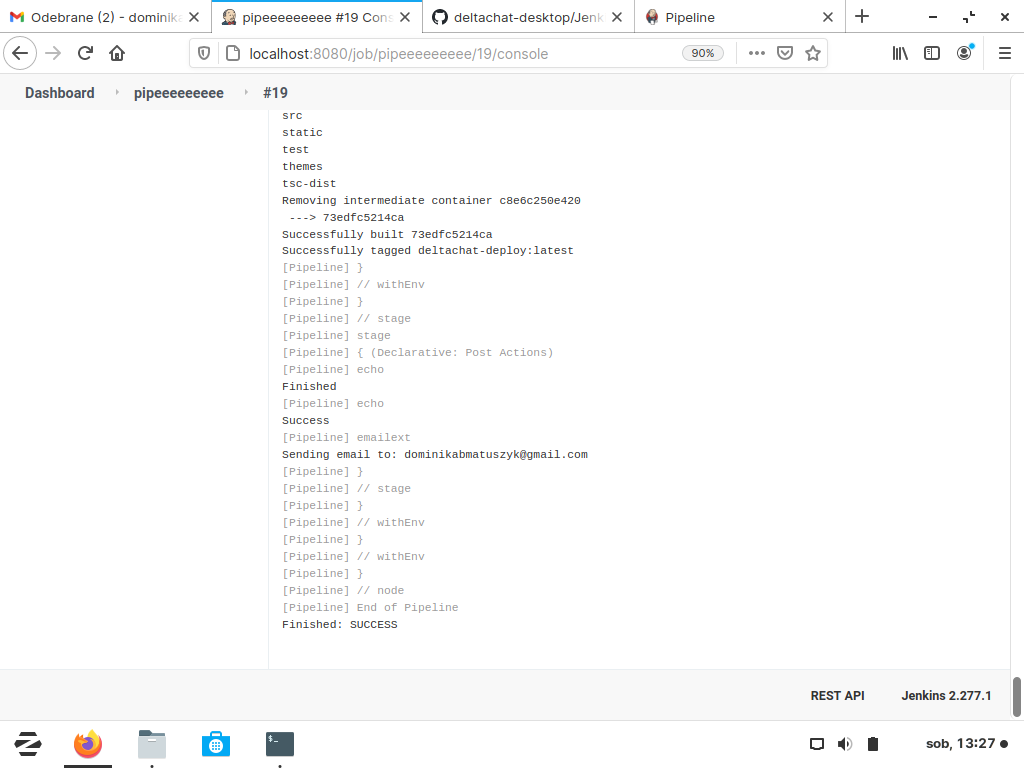 Odebrane (2) - dominika
pipeeeeeeeee #19 Cons
deltachat-desktop/Jenk
Pipeline
localhost:8080/job/pipeeeeeeeee/19/console
90%
Dashboard
pipeeeeeeeee
#19
src
static
test
themes
tsc-dist
Removing intermediate container c8e6c250e420
---> 73edfc5214ca
Successfully built 73edfc5214ca
Successfully tagged deltachat-deploy:latest
[Pipeline] }
[Pipeline] // withEnv
[Pipeline] }
[Pipeline] // stage
[Pipeline] stage
[Pipeline] { (Declarative: Post Actions)
[Pipeline] echo
Finished
[Pipeline] echo
Success
[Pipeline] emailext
Sending email to: dominikabmatuszyk@gmail.com
[Pipeline] }
[Pipeline] // stage
[Pipeline] }
[Pipeline] // withEnv
[Pipeline] }
[Pipeline] // withEnv
[Pipeline] }
[Pipeline] // node
[Pipeline] End of Pipeline
Finished: SUCCESS
REST API
Jenkins 2.277.1
$-
sob, 13:27